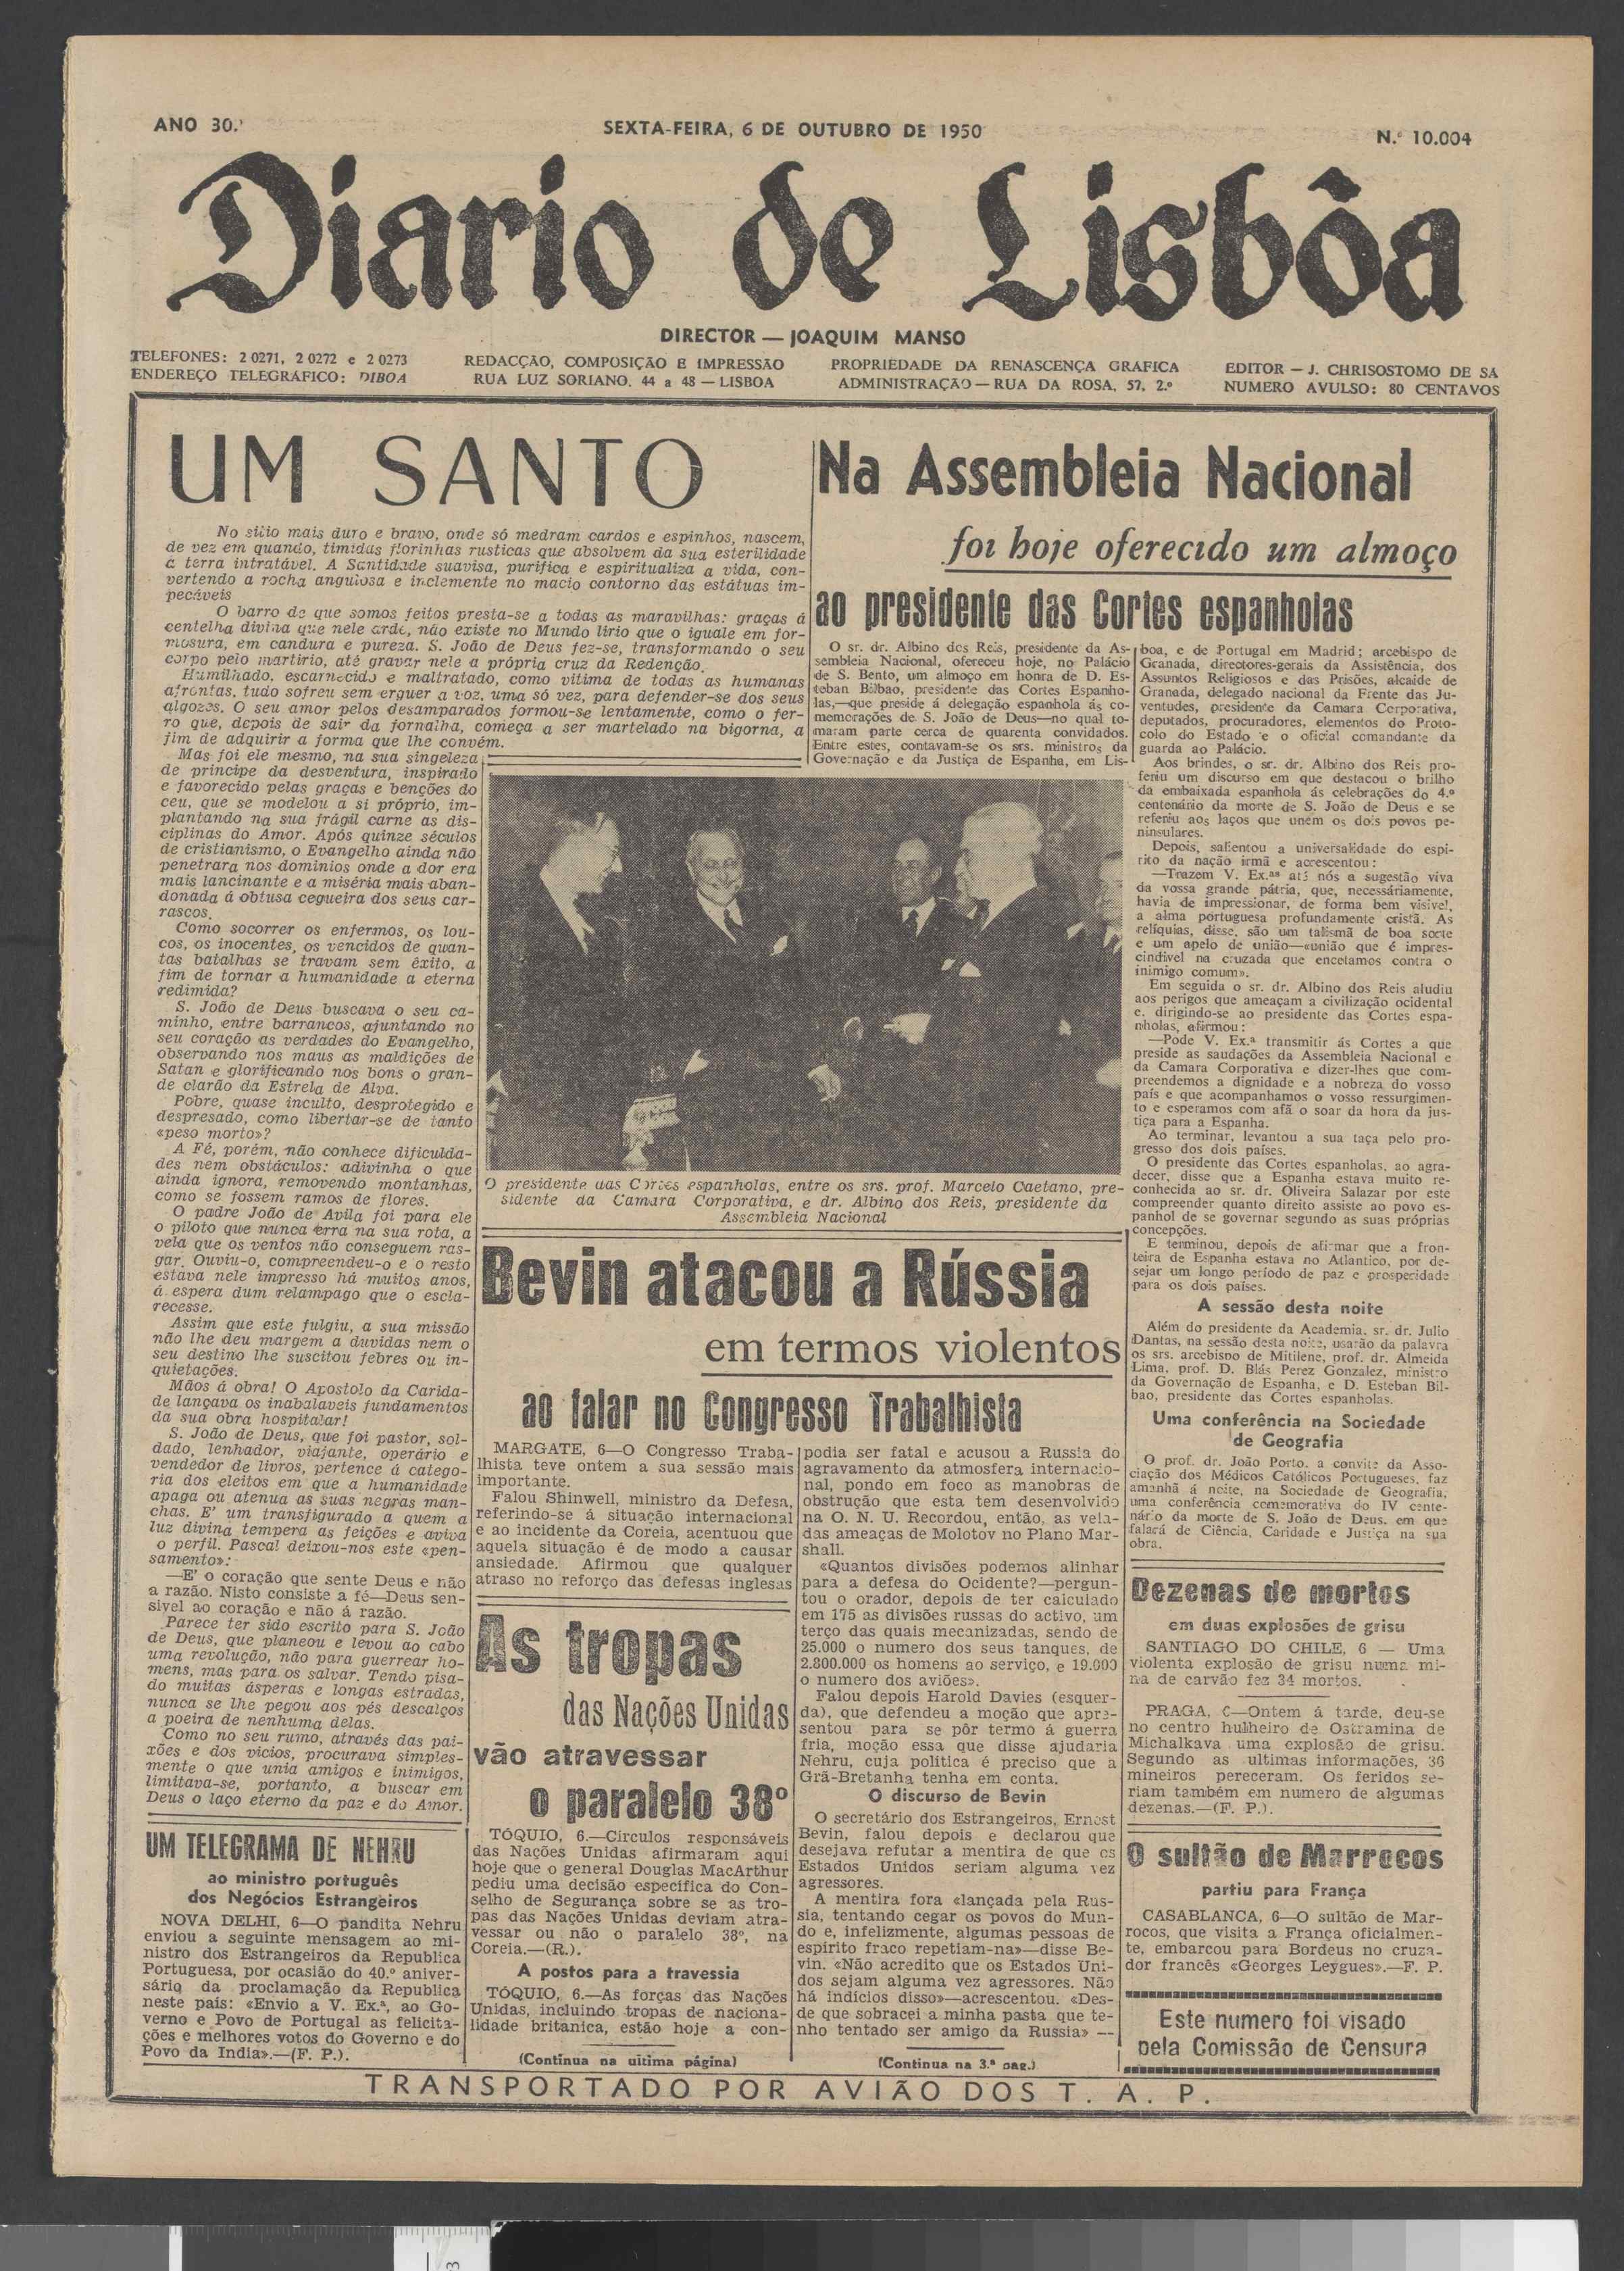 ANO 30.º
SEXTA-FEIRA, 6 DE OUTUBRO DE 1950
N.º 10.004
Diario de Lisbôa
DIRECTOR — JOAQUIM MANSO
TELEFONES: 2 0271, 2 0272 e 2 0273
ENDEREÇO TELEGRAFICO: DIBOA
REDACÇÃO, COMPOSIÇÃO E IMPRESSÃO
RUA LUZ SORIANO, 44 a 48 — LISBOA
PROPRIEDADE DA RENASCENÇA GRAFICA
ADMINISTRAÇÃO — RUA DA ROSA, 57, 2.º
EDITOR — J. CHRISOSTOMO DE SÁ
NUMERO AVULSO: 80 CENTAVOS
UM SANTO
No sitio mais duro e bravo, onde só medram cardos e espinhos, nascem,
de vez em quando, timidas florinhas rusticas que absolvem da sua esterilidade
a terra intratável. A Santidade suavisa, purifica e espiritualiza a vida, con-
vertendo a rocha angulosa e inclemente no macio contorno das estátuas im-
pecáveis
O barro de que somos feitos presta-se a todas as maravilhas: graças á
centelha divina que nele arde, não existe no Mundo lirio que o iguale em for-
mosura, em candura e pureza. S. João de Deus fez-se, transformando o seu
corpo pelo martirio, até gravar nele a própria cruz da Redenção.
Humilhado, escarnecido e maltratado, como vitima de todas as humanas
afrontas, tudo sofreu sem erguer a voz, uma só vez, para defender-se dos seus
algozes. O seu amor pelos desamparados formou-se lentamente, como o fer-
ro que, depois de sair da fornalha, começa a ser martelado na bigorna, a
fim de adquirir a forma que lhe convém.
Mas foi ele mesmo, na sua singeleza
de principe da desventura, inspirado
e favorecido pelas graças e benções do
ceu, que se modelou a si próprio, im-
plantando na sua frágil carne as dis-
ciplinas do Amor. Após quinze séculos
de cristianismo, o Evangelho ainda não
penetrara nos dominios onde a dor era
mais lancinante e a miséria mais aban-
donada á obtusa cegueira dos seus car-
rascos.
Como socorrer os enfermos, os lou-
cos, os inocentes, os vencidos de quan-
tas batalhas se travam sem êxito, a
fim de tornar a humanidade a eterna
redimida?
S. João de Deus buscava o seu ca-
minho, entre barrancos, ajuntando no
seu coração as verdades do Evangelho,
observando nos maus as maldições de
Satan e glorificando nos bons o gran-
de clarão da Estrela de Alva.
Pobre, quase inculto, desprotegido e
despresado, como libertar-se de tanto
«peso morto»?
A Fé, porém, não conhece dificulda-
des nem obstáculos: adivinha o que
ainda ignora, removendo montanhas,
como se fossem ramos de flores.
O padre João de Avila foi para ele
o piloto que nunca erra na sua rota, a
vela que os ventos não conseguem ras-
gar. Ouviu-o, compreendeu-o e o resto
estava nele impresso há muitos anos,
á espera dum relampago que o escla-
recesse.
Assim que este fulgiu, a sua missão
não lhe deu margem a duvidas nem o
seu destino lhe suscitou febres ou in-
quietações.
Mãos á obra! O Apostolo da Carida-
de lançava os inabalaveis fundamentos
da sua obra hospitalar!
S. João de Deus, que foi pastor, sol-
dado, lenhador, viajante, operário e
vendedor de livros, pertence á catego-
ria dos eleitos em que a humanidade
apaga ou atenua as suas negras man-
chas. E' um transfigurado a quem a
luz divina tempera as feições e aviva
o perfil. Pascal deixou-nos este «pen-
samento»:
—E' o coração que sente Deus e não
a razão. Nisto consiste a fé—Deus sen-
sivel ao coração e não á razão.
Parece ter sido escrito para S. João
de Deus, que planeou e levou ao cabo
uma revolução, não para guerrear ho-
mens, mas para os salvar. Tendo pisa-
do muitas ásperas e longas estradas,
nunca se lhe pegou aos pés descalços
a poeira de nenhuma delas.
Como no seu rumo, através das pai-
xões e dos vicios, procurava simples-
mente o que unia amigos e inimigos,
limitava-se, portanto, a buscar em
Deus o laço eterno da paz e do Amor.
UM TELEGRAMA DE NEHRU
ao ministro português
dos Negócios Estrangeiros
NOVA DELHI, 6—O pandita Nehru
enviou a seguinte mensagem ao mi-
nistro dos Estrangeiros da Republica
Portuguesa, por ocasião do 40.º aniver-
sário da proclamação da Republica
neste país: «Envio a V. Ex.ª, ao Go-
verno e Povo de Portugal as felicita-
ções e melhores votos do Governo e do
Povo da India».—(F. P.).
Na Assembleia Nacional
foi hoje oferecido um almoço
ao presidente das Cortes espanholas
O sr. dr. Albino dos Reis, presidente da As-
sembleia Nacional, ofereceu hoje, no Palácio
de S. Bento, um almoço em honra de D. Es-
teban Bilbao, presidente das Cortes Espanho-
las,—que preside á delegação espanhola ás co-
memorações de S. João de Deus—no qual to-
maram parte cerca de quarenta convidados.
Entre estes, contavam-se os srs. ministros da
Governação e da Justiça de Espanha, em Lis-
boa, e de Portugal em Madrid; arcebispo de
Granada, directores-gerais da Assistência, dos
Assuntos Religiosos e das Prisões, alcaide de
Granada, delegado nacional da Frente das Ju-
ventudes, presidente da Camara Corporativa,
deputados, procuradores, elementos do Proto-
colo do Estado e o oficial comandante da
guarda ao Palácio.
Aos brindes, o sr. dr. Albino dos Reis pro-
feriu um discurso em que destacou o brilho
da embaixada espanhola ás celebrações do 4.º
centenário da morte de S. João de Deus e se
referiu aos laços que unem os dois povos pe-
ninsulares.
Depois, salientou a universalidade do espi-
rito da nação irmã e acrescentou:
—Trazem V. Ex.ªs até nós a sugestão viva
da vossa grande pátria, que, necessáriamente,
havia de impressionar, de forma bem visivel,
a alma portuguesa profundamente cristã. As
relíquias, disse, são um talismã de boa sorte
e um apelo de união—«união que é impres-
cindivel na cruzada que encetamos contra o
inimigo comum».
Em seguida o sr. dr. Albino dos Reis aludiu
aos perigos que ameaçam a civilização ocidental
e, dirigindo-se ao presidente das Cortes espa-
nholas, afirmou:
—Pode V. Ex.ª transmitir ás Cortes a que
preside as saudações da Assembleia Nacional e
da Camara Corporativa e dizer-lhes que com-
preendemos a dignidade e a nobreza do vosso
país e que acompanhamos o vosso ressurgimen-
to e esperamos com afã o soar da hora da jus-
tiça para a Espanha.
Ao terminar, levantou a sua taça pelo pro-
gresso dos dois países.
O presidente das Cortes espanholas, ao agra-
decer, disse que a Espanha estava muito re-
conhecida ao sr. dr. Oliveira Salazar por este
compreender quanto direito assiste ao povo es-
panhol de se governar segundo as suas próprias
concepções.
E terminou, depois de afirmar que a fron-
teira de Espanha estava no Atlantico, por de-
sejar um longo período de paz e prosperidade
para os dois países.
A sessão desta noite
Além do presidente da Academia, sr. dr. Julio
Dantas, na sessão desta noite, usarão da palavra
os srs. arcebispo de Mitilene, prof. dr. Almeida
Lima, prof. D. Blás Perez Gonzalez, ministro
da Governação de Espanha, e D. Esteban Bil-
bao, presidente das Cortes espanholas.
Uma conferência na Sociedade
de Geografia
O prof. dr. João Porto, a convite da Asso-
ciação dos Médicos Católicos Portugueses, faz
amanhã á noite, na Sociedade de Geografia,
uma conferência comemorativa do IV cente-
nário da morte de S. João de Deus, em que
falará de Ciência, Caridade e Justiça na sua
obra.
O presidente das Cortes espanholas, entre os srs. prof. Marcelo Caetano, pre-
sidente da Camara Corporativa, e dr. Albino dos Reis, presidente da
Assembleia Nacional
Bevin atacou a Rússia
em termos violentos
ao falar no Congresso Trabalhista
MARGATE, 6—O Congresso Traba-
lhista teve ontem a sua sessão mais
importante.
Falou Shinwell, ministro da Defesa,
referindo-se á situação internacional
e ao incidente da Coreia, acentuou que
aquela situação é de modo a causar
ansiedade. Afirmou que qualquer
atraso no reforço das defesas inglesas
podia ser fatal e acusou a Russia do
agravamento da atmosfera internacio-
nal, pondo em foco as manobras de
obstrução que esta tem desenvolvido
na O. N. U. Recordou, então, as vela-
das ameaças de Molotov no Plano Mar-
shall.
«Quantos divisões podemos alinhar
para a defesa do Ocidente?—pergun-
tou o orador, depois de ter calculado
em 175 as divisões russas do activo, um
terço das quais mecanizadas, sendo de
25.000 o numero dos seus tanques, de
2.800.000 os homens ao serviço, e 19.000
o numero dos aviões».
Falou depois Harold Davies (esquer-
da), que defendeu a moção que apre-
sentou para se pôr termo á guerra
fria, moção essa que disse ajudaria
Nehru, cuja politica é preciso que a
Grã-Bretanha tenha em conta.
O discurso de Bevin
O secretário dos Estrangeiros, Ernest
Bevin, falou depois e declarou que
desejava refutar a mentira de que os
Estados Unidos seriam alguma vez
agressores.
A mentira fora «lançada pela Rus-
sia, tentando cegar os povos do Mun-
do e, infelizmente, algumas pessoas de
espírito fraco repetiam-na»—disse Be-
vin. «Não acredito que os Estados Uni-
dos sejam alguma vez agressores. Não
há indícios disso»—acrescentou. «Des-
de que sobracei a minha pasta que te-
nho tentado ser amigo da Russia» —
(Continua na 3.ª pag.)
As tropas
das Nações Unidas
vão atravessar
o paralelo 38º
TÓQUIO, 6.—Círculos responsáveis
das Nações Unidas afirmaram aqui
hoje que o general Douglas MacArthur
pediu uma decisão específica do Con-
selho de Segurança sobre se as tro-
pas das Nações Unidas deviam atra-
vessar ou não o paralelo 38º, na
Coreia.—(R.).
A postos para a travessia
TÓQUIO, 6.—As forças das Nações
Unidas, incluindo tropas de naciona-
lidade britanica, estão hoje a con-
(Continua na ultima página)
Dezenas de mortos
em duas explosões de grisu
SANTIAGO DO CHILE, 6 — Uma
violenta explosão de grisu numa mi-
na de carvão fez 34 mortos.
PRAGA, 6—Ontem á tarde, deu-se
no centro hulheiro de Ostramina de
Michalkava uma explosão de grisu.
Segundo as ultimas informações, 36
mineiros pereceram. Os feridos se-
riam também em numero de algumas
dezenas.—(F. P.).
O sultão de Marrocos
partiu para França
CASABLANCA, 6—O sultão de Mar-
rocos, que visita a França oficialmen-
te, embarcou para Bordeus no cruza-
dor francês «Georges Leygues».—F. P.
Este numero foi visado
pela Comissão de Censura
TRANSPORTADO POR AVIÃO DOS T. A. P.